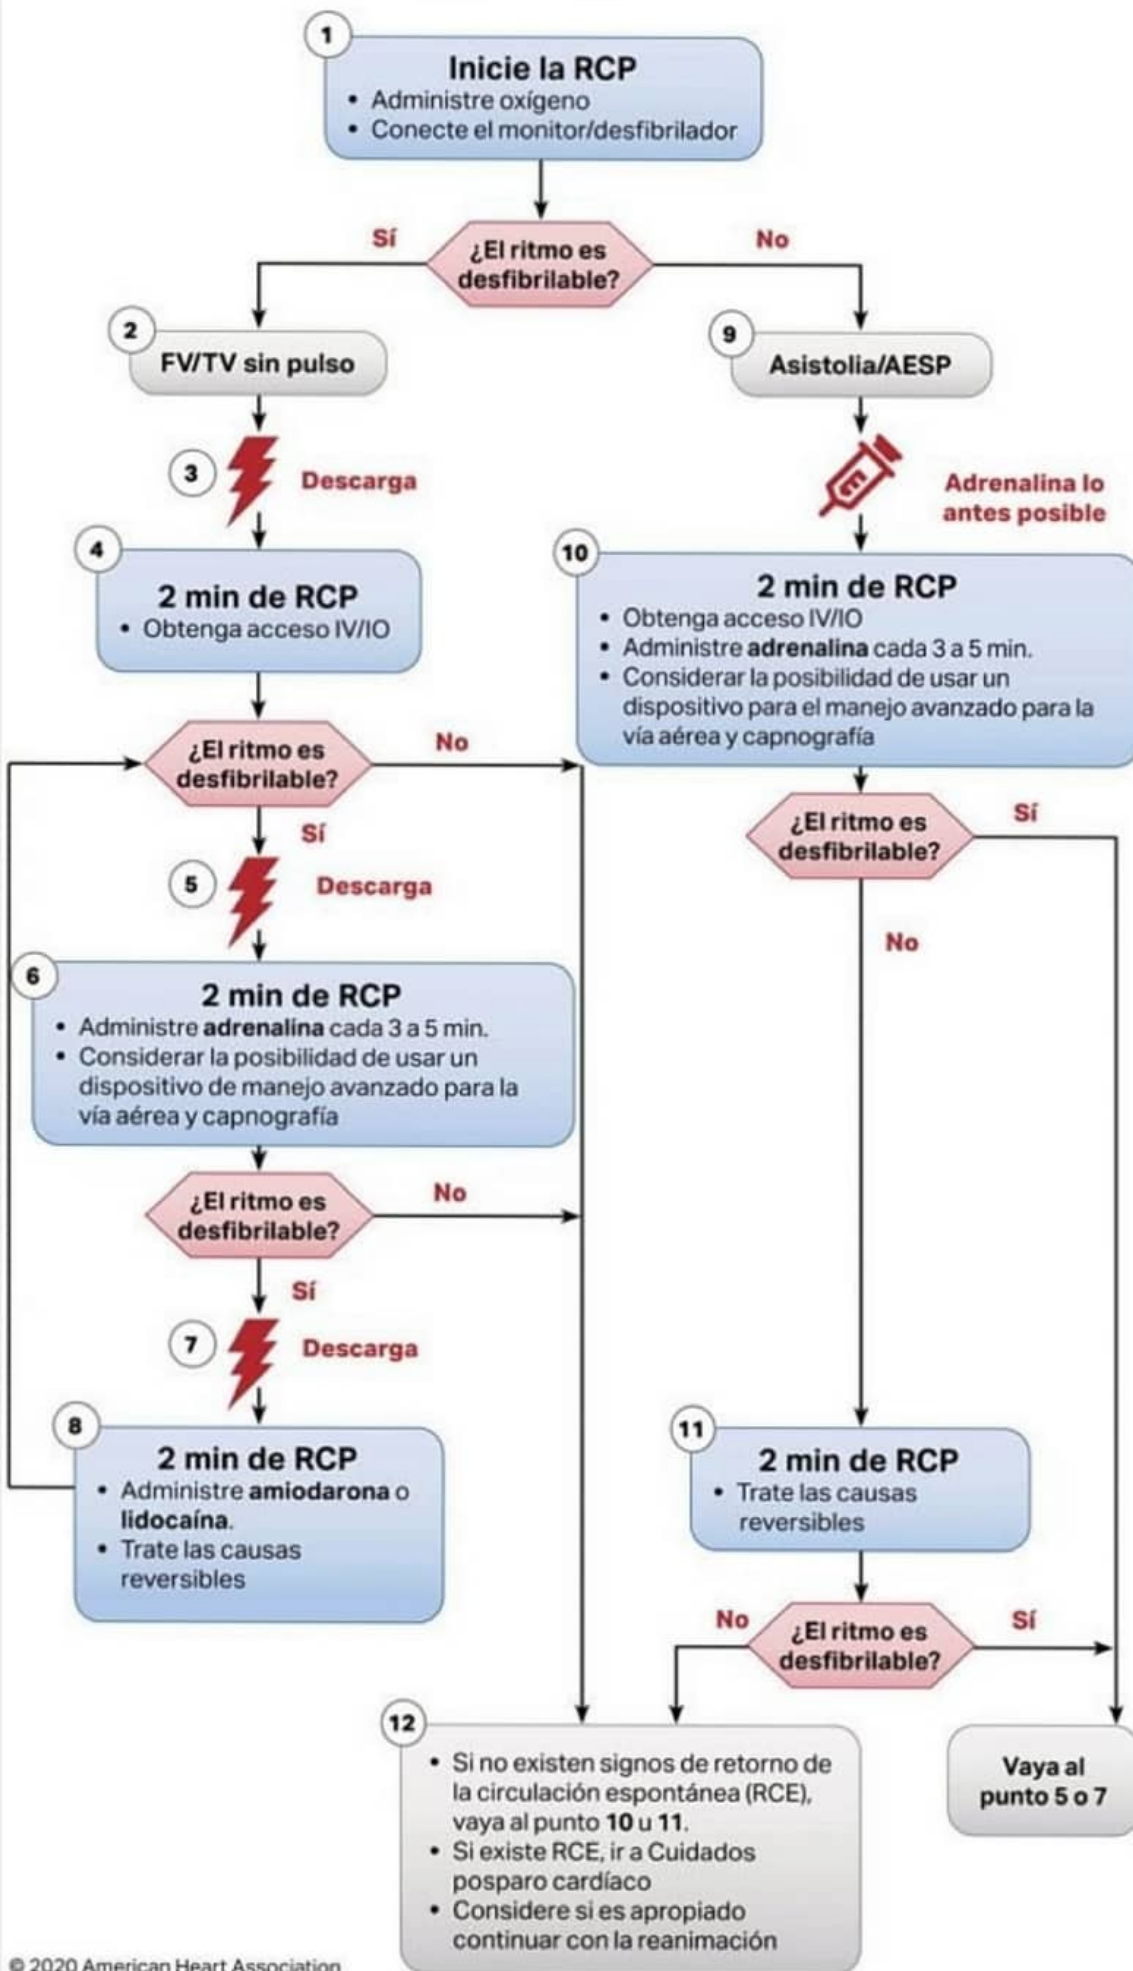 1
Inicie la RCP
• Administre oxígeno
• Conecte el monitor/desfibrilador
¿El ritmo es
desfibrilable?
Sí
No
2
FV/TV sin pulso
3
Descarga
4
2 min de RCP
• Obtenga acceso IV/IO
¿El ritmo es
desfibrilable?
No
Sí
5
Descarga
6
2 min de RCP
• Administre adrenalina cada 3 a 5 min.
• Considerar la posibilidad de usar un
dispositivo de manejo avanzado para la
vía aérea y capnografía
¿El ritmo es
desfibrilable?
No
Sí
7
Descarga
8
2 min de RCP
• Administre amiodarona o
lidocaína.
• Trate las causas
reversibles
9
Asistolia/AESP
Adrenalina lo
antes posible
10
2 min de RCP
• Obtenga acceso IV/IO
• Administre adrenalina cada 3 a 5 min.
• Considerar la posibilidad de usar un
dispositivo para el manejo avanzado para la
vía aérea y capnografía
¿El ritmo es
desfibrilable?
Sí
No
11
2 min de RCP
• Trate las causas
reversibles
¿El ritmo es
desfibrilable?
No
Sí
12
• Si no existen signos de retorno de
la circulación espontánea (RCE),
vaya al punto 10 u 11.
• Si existe RCE, ir a Cuidados
posparo cardíaco
• Considere si es apropiado
continuar con la reanimación
Vaya al
punto 5 o 7
© 2020 American Heart Association